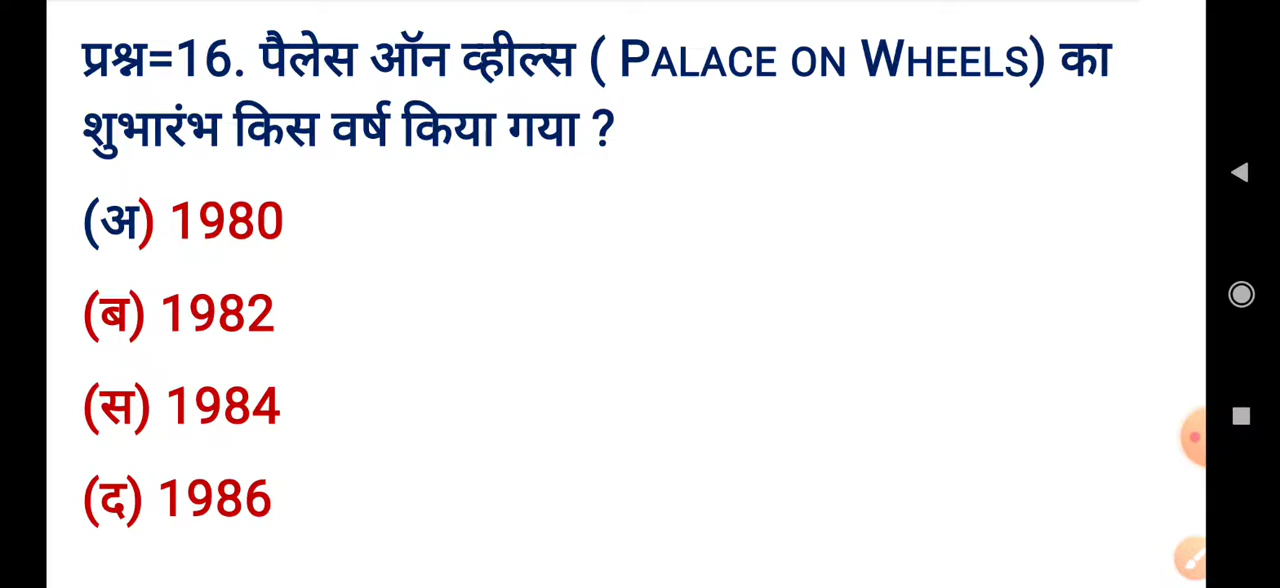 प्रश्न=16. पैलेस ऑन व्हील्स ( PALACE ON WHEELS) का
शुभारंभ किस वर्ष किया गया ?
(अ) 1980
(ब) 1982
(स) 1984
(द) 1986